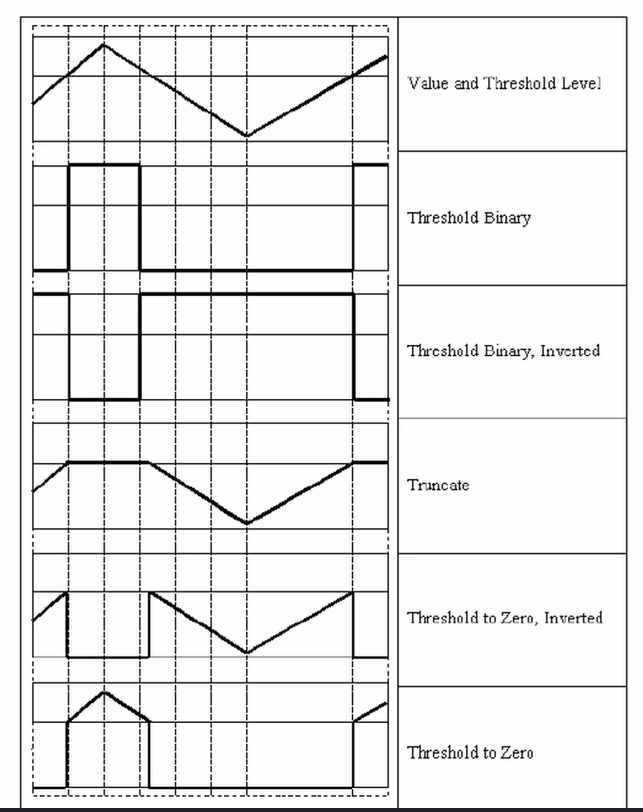 Value and Threshold Level
Threshold Binary
Threshold Binary, Inverted
Truncate
Threshold to Zero, Inverted
Threshold to Zero